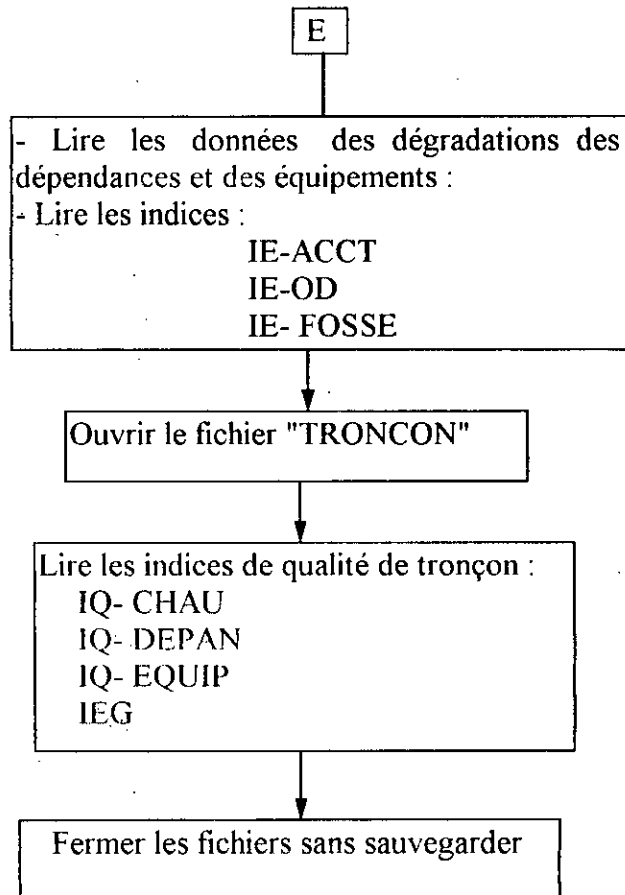 E
- Lire les données des dégradations des
dépendances et des équipements :
- Lire les indices :
IE-ACCT
IE-OD
IE- FOSSE
Ouvrir le fichier "TRONCON"
Lire les indices de qualité de tronçon :
IQ- CHAU
IQ- DEPAN
IQ- EQUIP
IEG
Fermer les fichiers sans sauvegarder